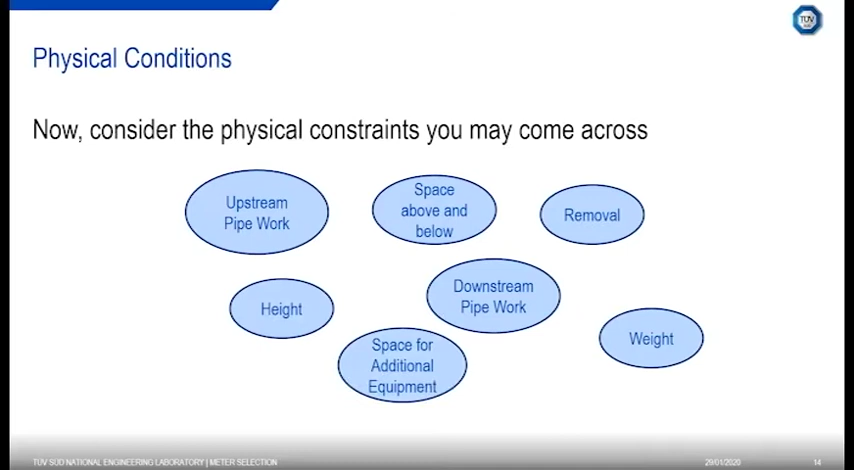 TÜV
SÜD
Physical Conditions
Now, consider the physical constraints you may come across
Upstream
Pipe Work
Space
above and
below
Removal
Height
Downstream
Pipe Work
Space for
Additional
Equipment
Weight
TÜV SÜD NATIONAL ENGINEERING LABORATORY | METER SELECTION
29/01/2020
14